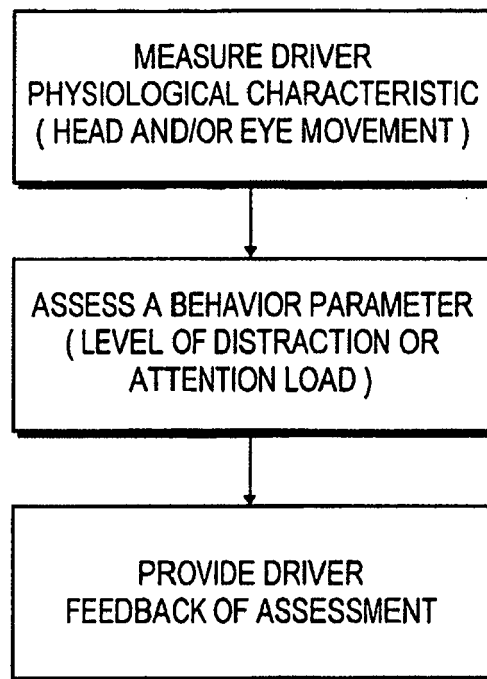 MEASURE DRIVER
PHYSIOLOGICAL CHARACTERISTIC
( HEAD AND/OR EYE MOVEMENT )
ASSESS A BEHAVIOR PARAMETER
( LEVEL OF DISTRACTION OR
ATTENTION LOAD )
PROVIDE DRIVER
FEEDBACK OF ASSESSMENT